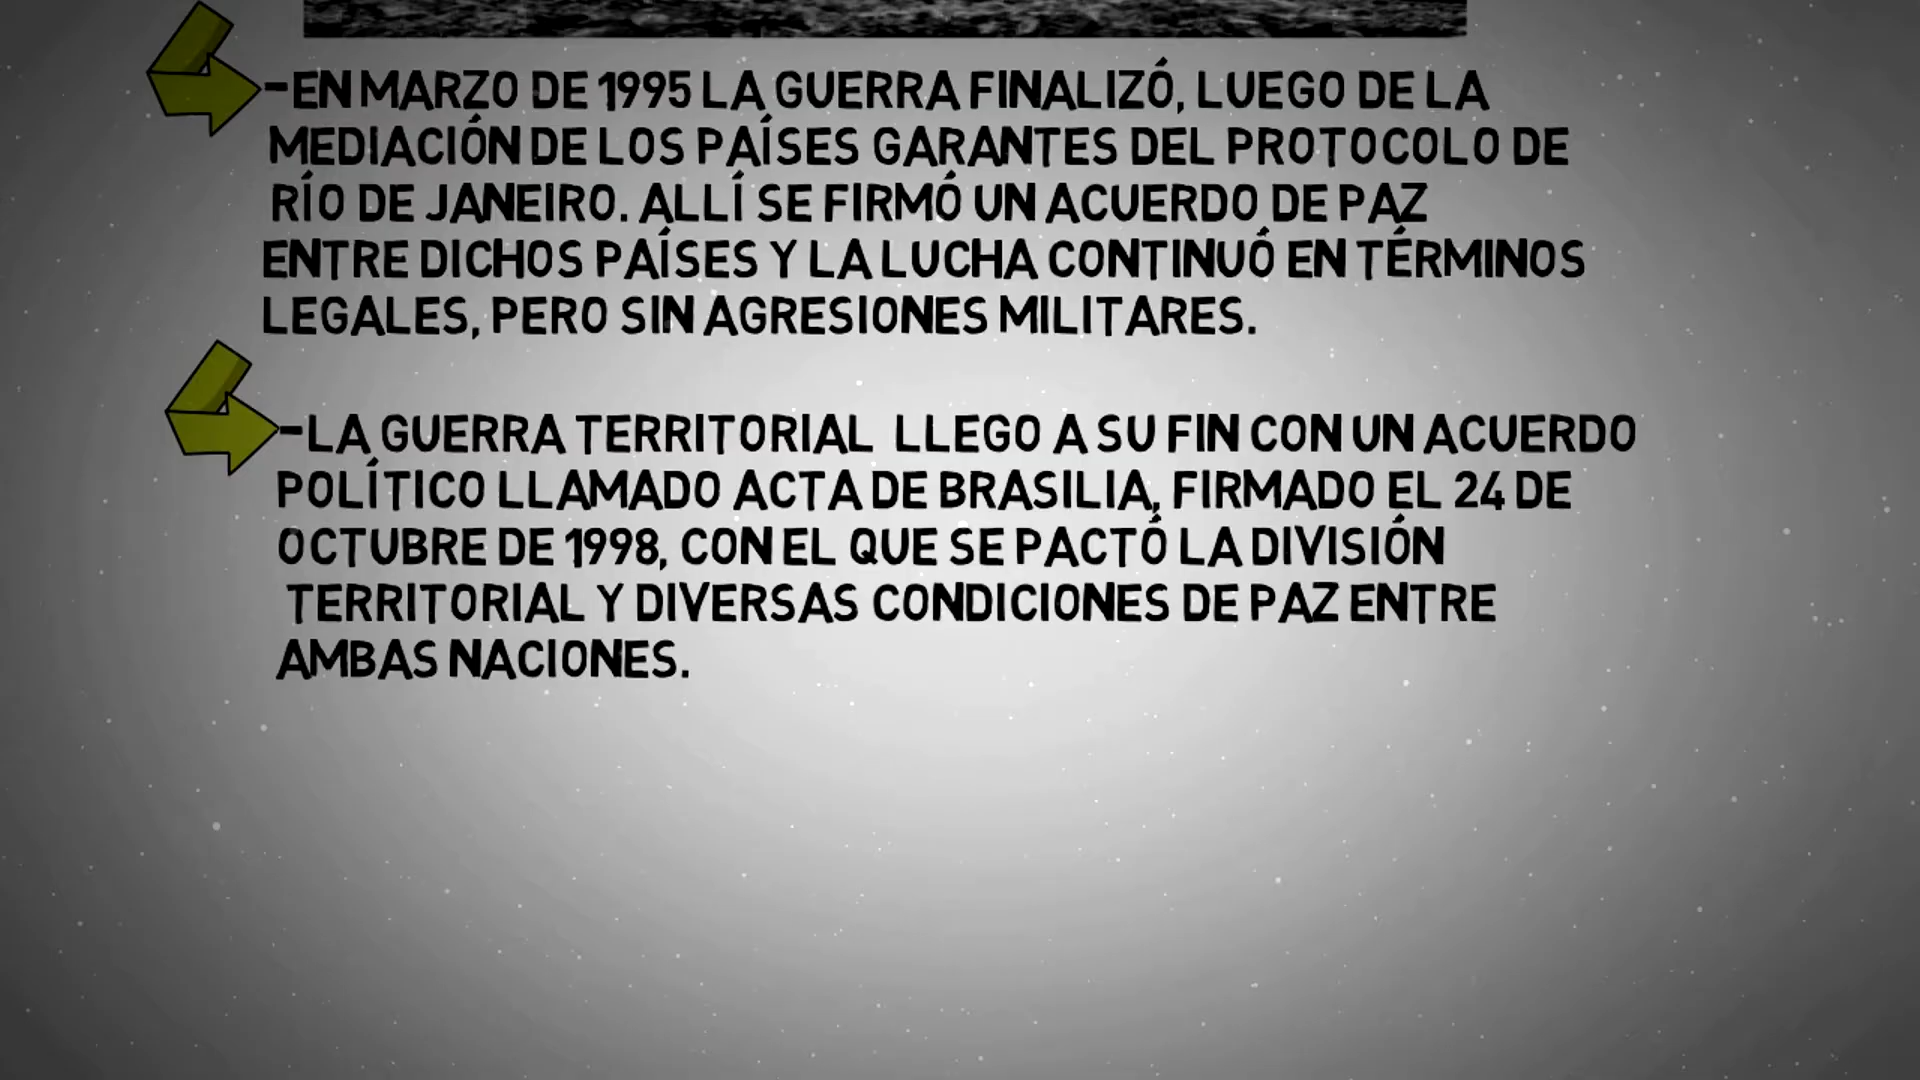 -EN MARZO DE 1995 LA GUERRA FINALIZÓ, LUEGO DE LA
MEDIACIÓN DE LOS PAÍSES GARANTES DEL PROTOCOLO DE
RÍO DE JANEIRO. ALLÍ SE FIRMÓ UN ACUERDO DE PAZ
ENTRE DICHOS PAÍSES Y LA LUCHA CONTINUÓ EN TÉRMINOS
LEGALES, PERO SIN AGRESIONES MILITARES.
-LA GUERRA TERRITORIAL LLEGO A SU FIN CON UN ACUERDO
POLÍTICO LLAMADO ACTA DE BRASILIA, FIRMADO EL 24 DE
OCTUBRE DE 1998, CON EL QUE SE PACTÓ LA DIVISIÓN
TERRITORIAL Y DIVERSAS CONDICIONES DE PAZ ENTRE
AMBAS NACIONES.